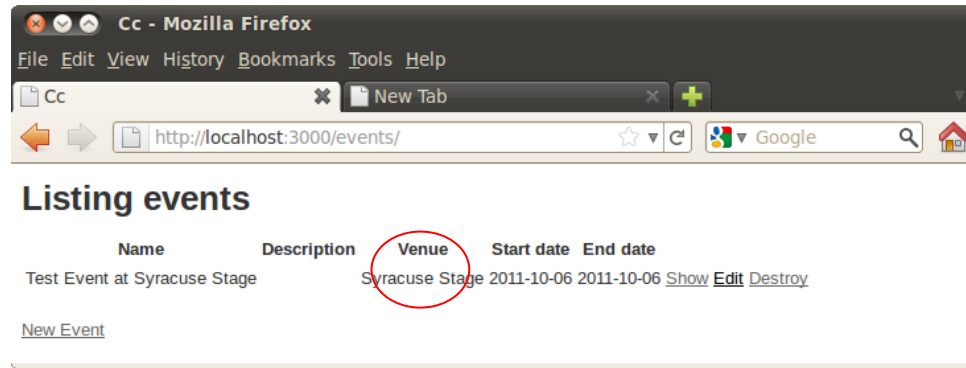 Cc - Mozilla Firefox
File Edit View History Bookmarks Tools Help
Cc New Tab
http://localhost:3000/events/ Google
Listing events
Name Description Venue Start date End date
Test Event at Syracuse Stage Syracuse Stage 2011-10-06 2011-10-06 Show Edit Destroy
New Event